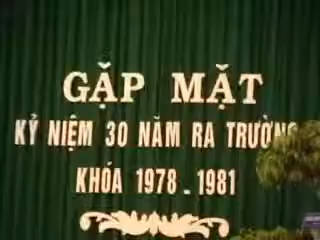 GẶP MẶT
KỶ NIỆM 30 NĂM RA TRƯỜNG
KHÓA 1978 - 1981